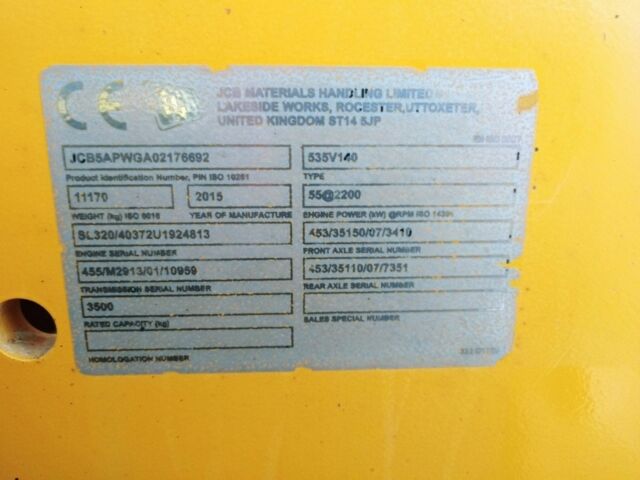 CE
JCB MATERIALS HANDLING LIMITED
LAKESIDE WORKS, ROCESTER,UTTOXETER,
UNITED KINGDOM ST14 5JP
JCB5APWGA02176692
Product Identification Number, PIN ISO 10261
535V140
TYPE
11170
WEIGHT (kg) ISO 6016
2015
YEAR OF MANUFACTURE
55@2200
ENGINE POWER (kW) @RPM ISO
SL320/40372U1924813
ENGINE SERIAL NUMBER
453/35150/07/3410
FRONT AXLE SERIAL NUMBER
455/M2913/01/10959
TRANSMISSION SERIAL NUMBER
453/35110/07/7351
REAR AXLE SERIAL NUMBER
3500
RATED CAPACITY (kg)
SALES SPECIAL NUMBER
HOMOLOGATION NUMBER